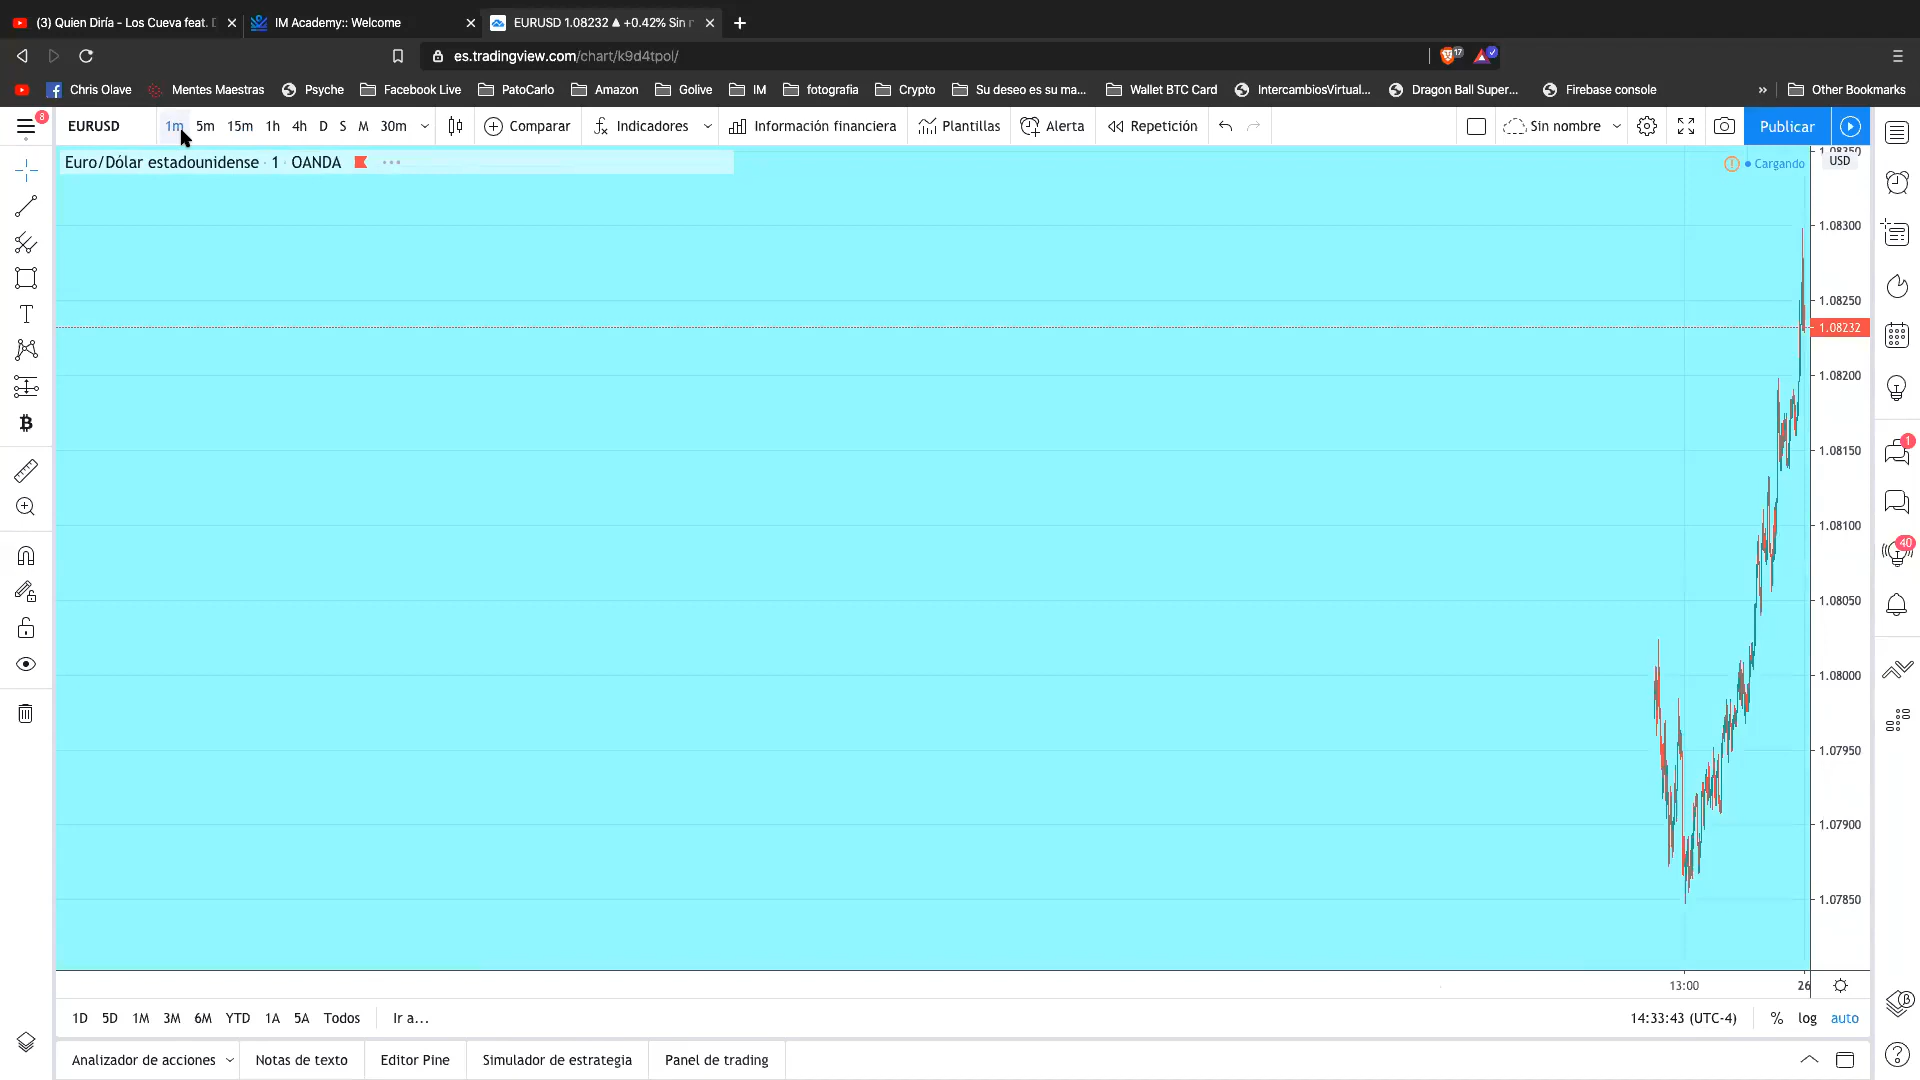 (3) Quien Diría - Los Cueva feat. D
IM Academy:: Welcome
EURUSD 1.08232 ▲ +0.42% Sin n
es.tradingview.com/chart/k9d4tpol/
17
Chris Olave
Mentes Maestras
Psyche
Facebook Live
PatoCarlo
Amazon
Golive
IM
fotografia
Crypto
Su deseo es su ma...
Wallet BTC Card
IntercambiosVirtual...
Dragon Ball Super...
Firebase console
»
Other Bookmarks
8
EURUSD
1m
5m
15m
1h
4h
D
S
M
30m
Comparar
Indicadores
Información financiera
Plantillas
Alerta
Repetición
Sin nombre
Publicar
Euro/Dólar estadounidense · 1 · OANDA
Cargando
1.08350
USD
1.08300
1.08250
1.08232
1.08200
1.08150
1.08100
1.08050
1.08000
1.07950
1.07900
1.07850
1
40
13:00
26
1D
5D
1M
3M
6M
YTD
1A
5A
Todos
Ir a...
14:33:43 (UTC-4)
%
log
auto
Analizador de acciones
Notas de texto
Editor Pine
Simulador de estrategia
Panel de trading